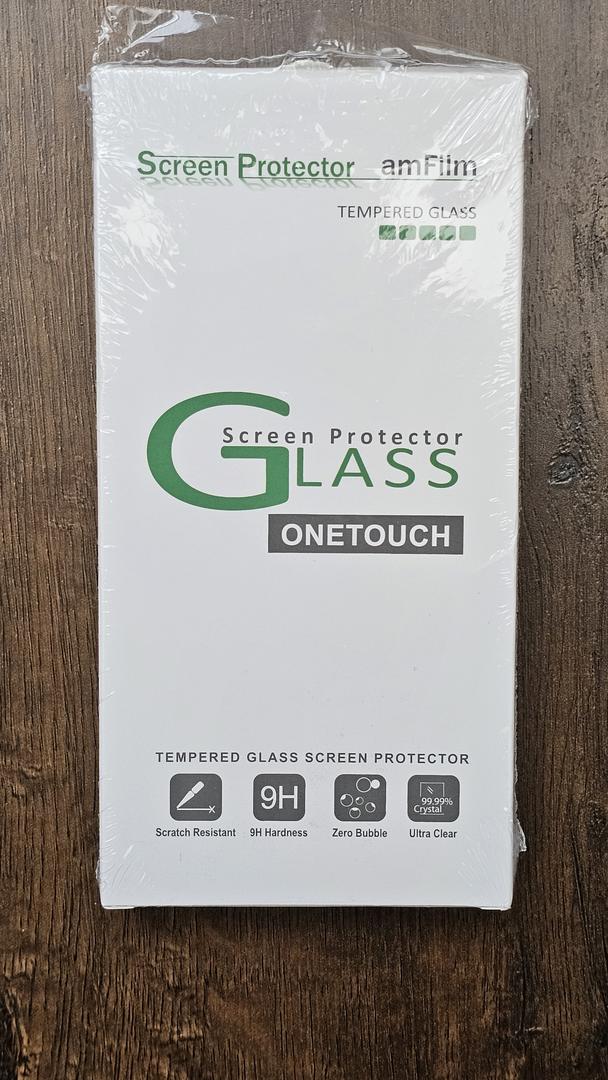 Screen Protector amFilm
TEMPERED GLASS
Screen Protector
GLASS
ONETOUCH
TEMPERED GLASS SCREEN PROTECTOR
9H
99.99%
Crystal
Scratch Resistant 9H Hardness Zero Bubble Ultra Clear